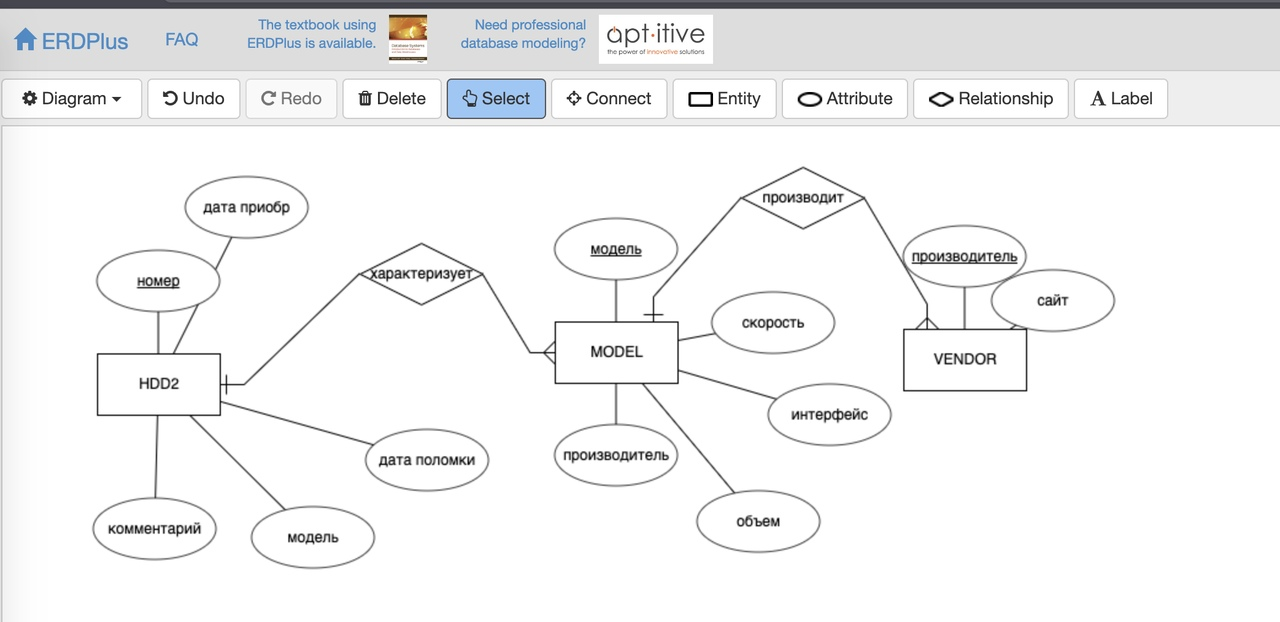 ERDPlus
FAQ
The textbook using
ERDPlus is available.
Need professional
database modeling?
apt·itive
the power of innovative solutions
Diagram
Undo
Redo
Delete
Select
Connect
Entity
Attribute
Relationship
A Label
дата приобр
номер
характеризует
модель
производит
производитель
сайт
скорость
HDD2
MODEL
VENDOR
интерфейс
дата поломки
производитель
комментарий
модель
объем